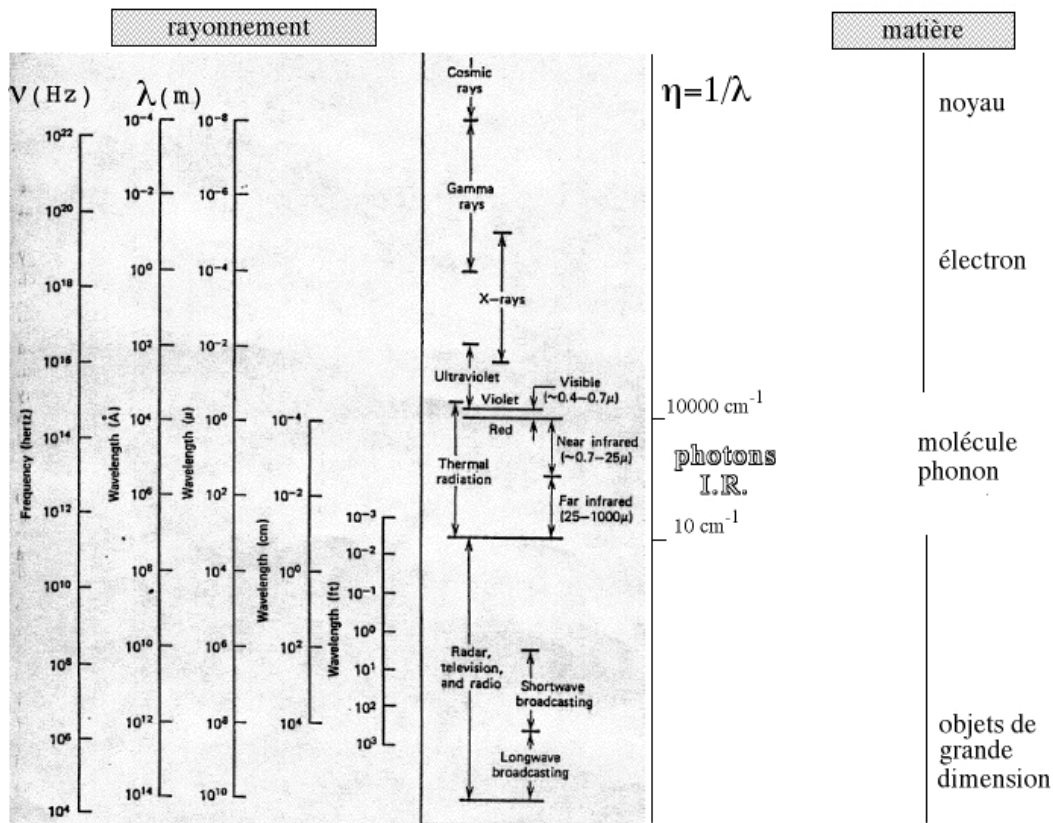 rayonnement
matière
ν (Hz)
λ (m)
η=1/λ
Frequency (hertz)
10²²
10²⁰
10¹⁸
10¹⁶
10¹⁴
10¹²
10¹⁰
10⁸
10⁶
10⁴
Wavelength (Å)
10⁻⁴
10⁻²
10⁰
10²
10⁴
10⁶
10⁸
10¹⁰
10¹²
10¹⁴
Wavelength (μ)
10⁻⁸
10⁻⁶
10⁻⁴
10⁻²
10⁰
10²
10⁴
10⁶
10⁸
10¹⁰
Wavelength (cm)
10⁻⁴
10⁻²
10⁰
10²
10⁴
Wavelength (ft)
10⁻³
10⁻²
10⁻¹
10⁰
10¹
10²
10³
Cosmic
rays
Gamma
rays
X–rays
Ultraviolet
Violet
Visible
(~0.4–0.7μ)
Red
Near infrared
(~0.7–25μ)
Thermal
radiation
Far infrared
(25–1000μ)
Radar,
television,
and radio
Shortwave
broadcasting
Longwave
broadcasting
10000 cm⁻¹
photons
I.R.
10 cm⁻¹
noyau
électron
molécule
phonon
objets de
grande
dimension